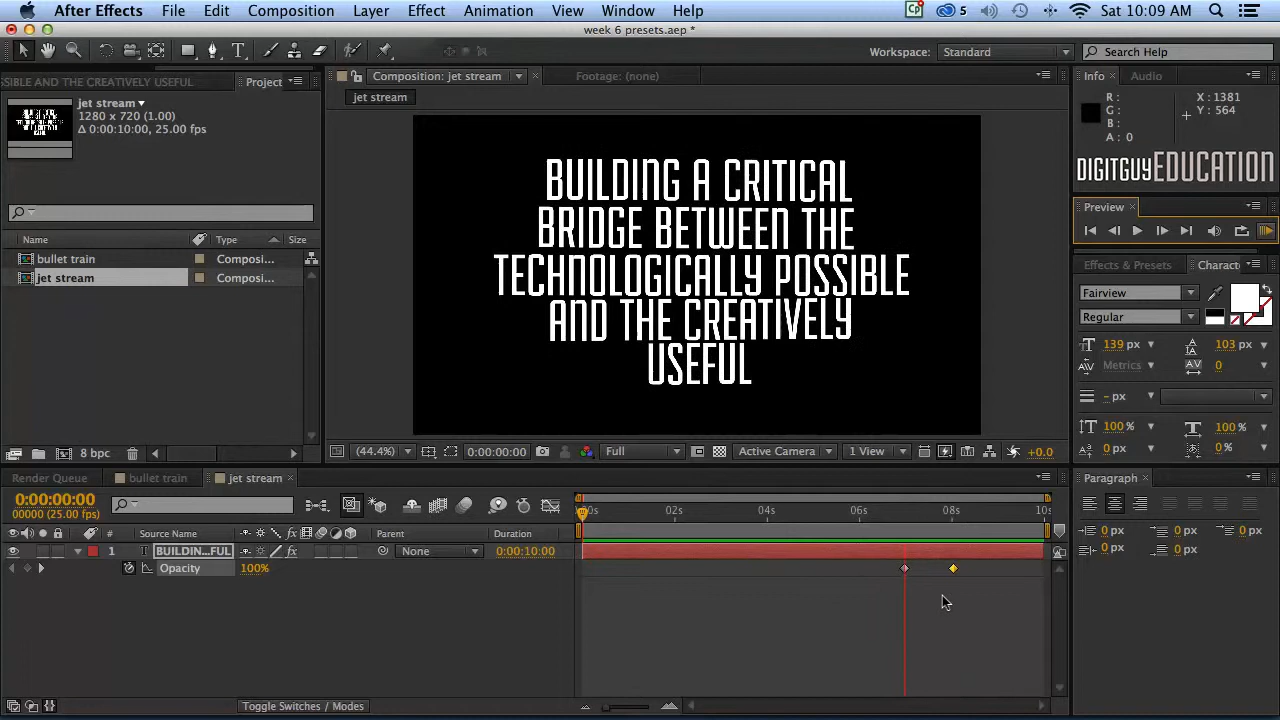 After Effects File Edit Composition Layer Effect Animation View Window Help 5 Sat 10:09 AM
week 6 presets.aep *
Workspace: Standard Search Help
SSIBLE AND THE CREATIVELY USEFUL Project
Composition: jet stream Footage: (none)
Info Audio
jet stream
jet stream
1280 x 720 (1.00)
Δ 0:00:10:00, 25.00 fps
R: G: B: A: 0
X: 1381
Y: 564
DIGITGUYEDUCATION
BUILDING A CRITICAL
BRIDGE BETWEEN THE
TECHNOLOGICALLY POSSIBLE
AND THE CREATIVELY
USEFUL
Preview
Name Type Size
bullet train Composi...
jet stream Composi...
Effects & Presets Charact
Fairview
Regular
139 px 103 px
Metrics 0
- px
100 % 100 %
0 px 0 %
8 bpc
(44.4%) 0:00:00:00 Full Active Camera 1 View +0.0
Render Queue bullet train jet stream
Paragraph
0:00:00:00
00000 (25.00 fps)
02s 04s 06s 08s 10s
# Source Name Parent Duration
1 T BUILDIN...FUL None 0:00:10:00
Opacity 100%
0 px 0 px 0 px
0 px 0 px
Toggle Switches / Modes